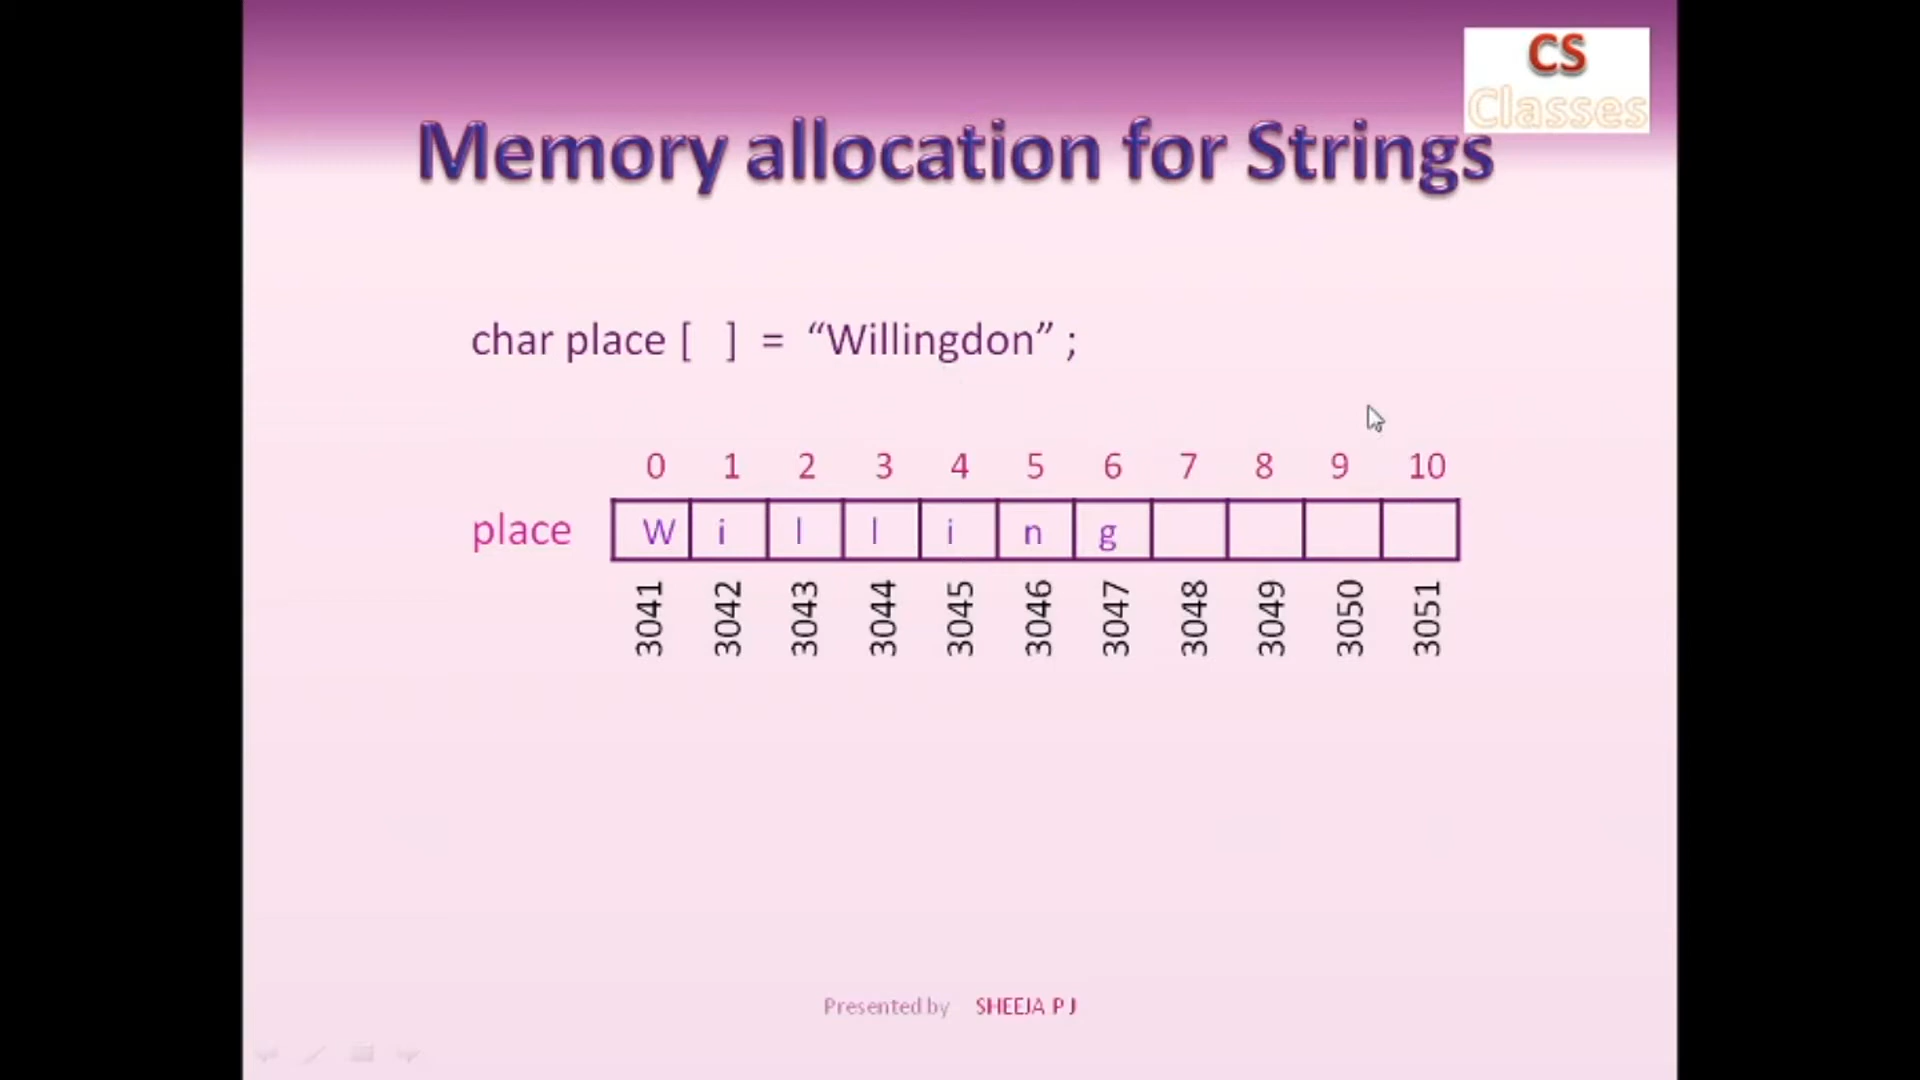 CS
Classes
Memory allocation for Strings
char place [ ] = “Willingdon” ;
0 1 2 3 4 5 6 7 8 9 10
place W i l l i n g
3041 3042 3043 3044 3045 3046 3047 3048 3049 3050 3051
Presented by SHEEJA P J